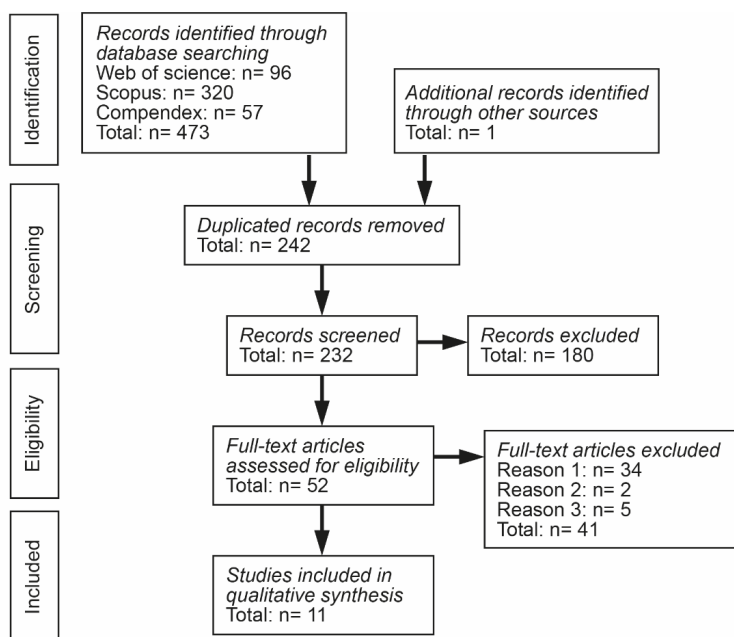 Identification
Records identified through
database searching
Web of science: n= 96
Scopus: n= 320
Compendex: n= 57
Total: n= 473
Additional records identified
through other sources
Total: n= 1
Screening
Duplicated records removed
Total: n= 242
Records screened
Total: n= 232
Records excluded
Total: n= 180
Eligibility
Full-text articles
assessed for eligibility
Total: n= 52
Full-text articles excluded
Reason 1: n= 34
Reason 2: n= 2
Reason 3: n= 5
Total: n= 41
Included
Studies included in
qualitative synthesis
Total: n= 11